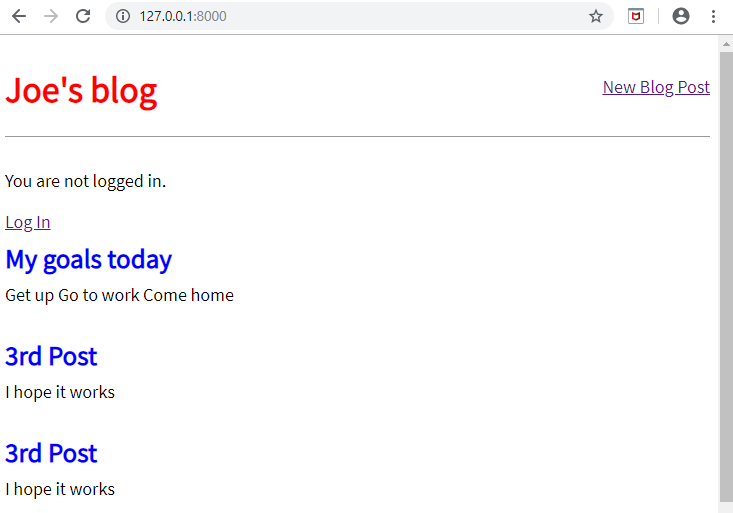 127.0.0.1:8000
Joe's blog
New Blog Post
You are not logged in.
Log In
My goals today
Get up Go to work Come home
3rd Post
I hope it works
3rd Post
I hope it works